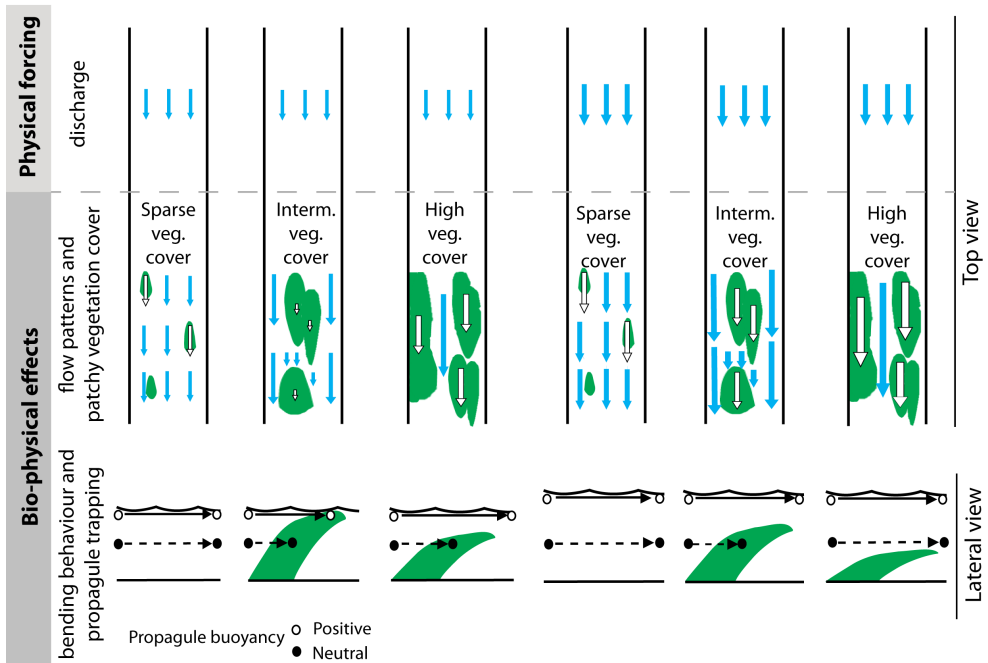 Physical forcing
discharge
Bio-physical effects
flow patterns and
patchy vegetation cover
Sparse
veg.
cover
Interm.
veg.
cover
High
veg.
cover
Sparse
veg.
cover
Interm.
veg.
cover
High
veg.
cover
Top view
bending behaviour and
propagule trapping
Lateral view
Propagule buoyancy
Positive
Neutral